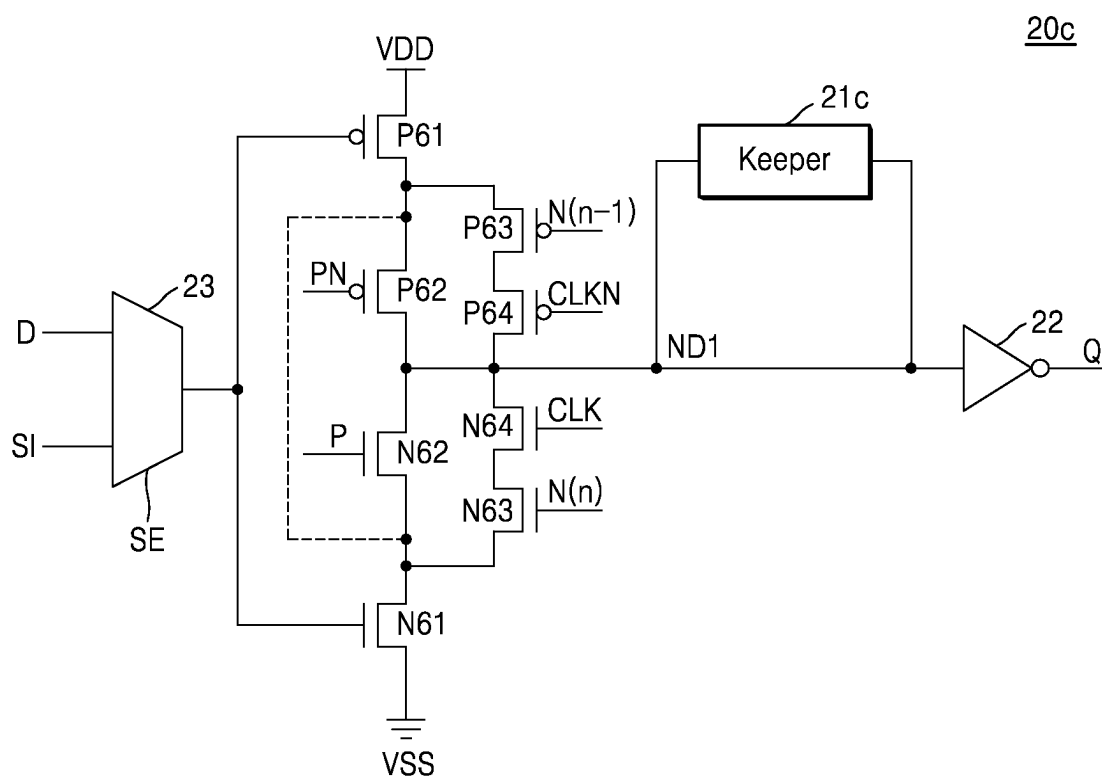 20c
VDD
21c
P61
Keeper
N(n-1)
P63
23
PN
P62
P64
CLKN
22
D
ND1
Q
CLK
N64
SI
P
N62
N(n)
N63
SE
N61
VSS